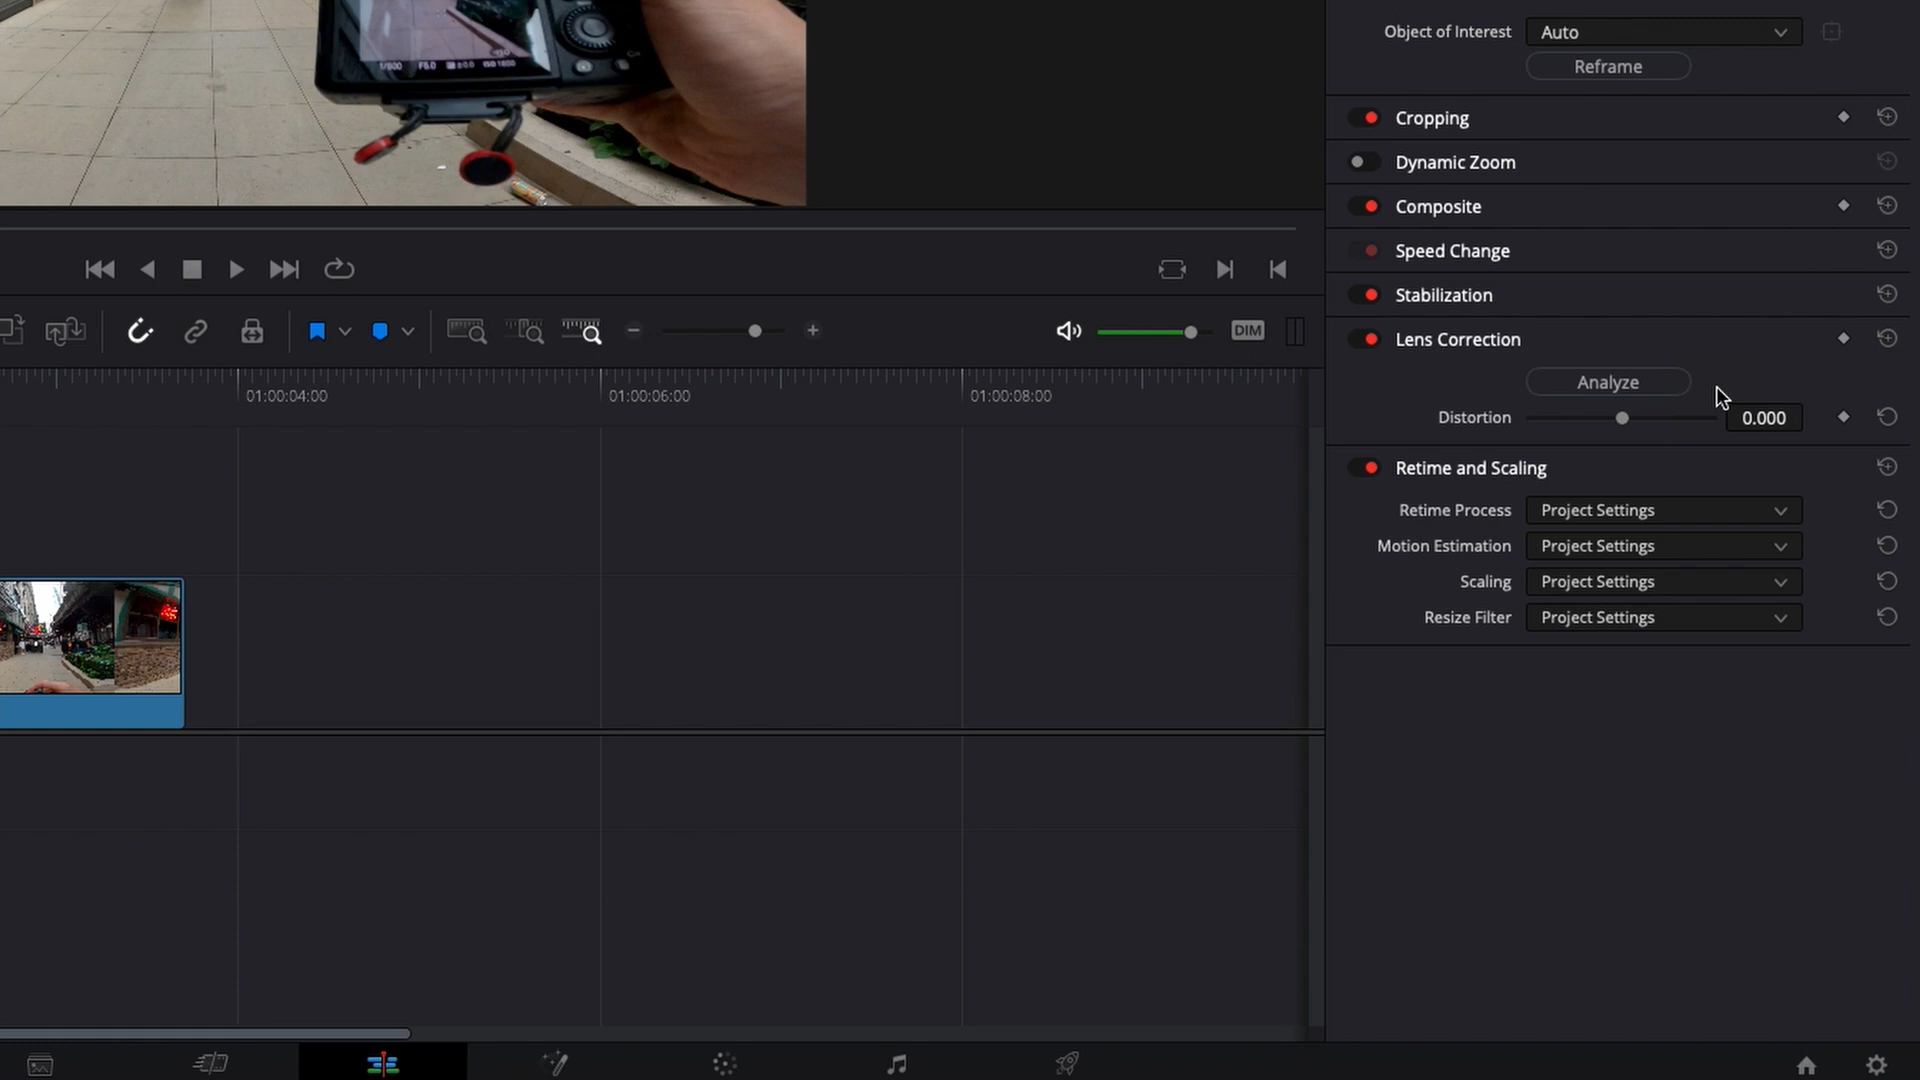 Object of Interest Auto
Reframe
Cropping
Dynamic Zoom
Composite
Speed Change
Stabilization
Lens Correction
Analyze
Distortion 0.000
Retime and Scaling
Retime Process Project Settings
Motion Estimation Project Settings
Scaling Project Settings
Resize Filter Project Settings
DIM
01:00:04:00 01:00:06:00 01:00:08:00